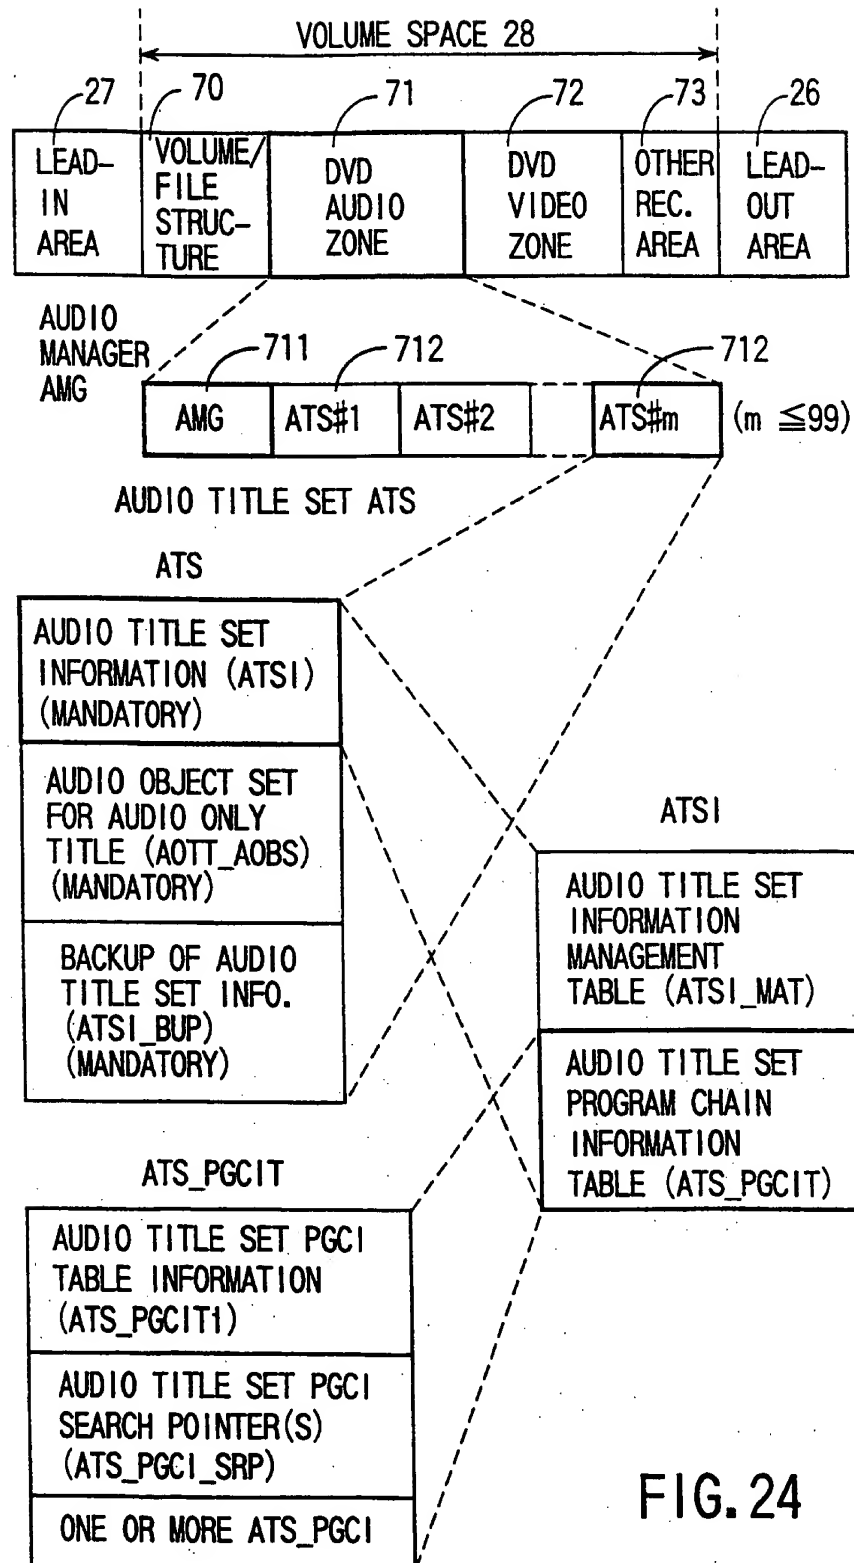 VOLUME SPACE 28
27
70
71
72
73
26
LEAD-
IN
AREA
VOLUME/
FILE
STRUC-
TURE
DVD
AUDIO
ZONE
DVD
VIDEO
ZONE
OTHER
REC.
AREA
LEAD-
OUT
AREA
AUDIO
MANAGER
AMG
711
712
712
AMG
ATS#1
ATS#2
ATS#m
(m ≦99)
AUDIO TITLE SET ATS
ATS
AUDIO TITLE SET
INFORMATION (ATSI)
(MANDATORY)
AUDIO OBJECT SET
FOR AUDIO ONLY
TITLE (AOTT_AOBS)
(MANDATORY)
BACKUP OF AUDIO
TITLE SET INFO.
(ATSI_BUP)
(MANDATORY)
ATSI
AUDIO TITLE SET
INFORMATION
MANAGEMENT
TABLE (ATSI_MAT)
AUDIO TITLE SET
PROGRAM CHAIN
INFORMATION
TABLE (ATS_PGCIT)
ATS_PGCIT
AUDIO TITLE SET PGCI
TABLE INFORMATION
(ATS_PGCIT1)
AUDIO TITLE SET PGCI
SEARCH POINTER(S)
(ATS_PGCI_SRP)
ONE OR MORE ATS_PGCI
FIG.24